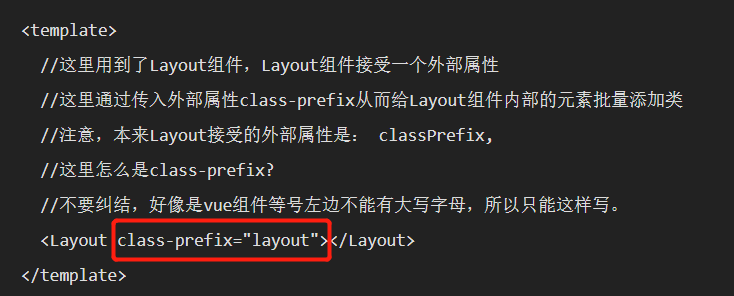 <template>
//这里用到了Layout组件，Layout组件接受一个外部属性
//这里通过传入外部属性class-prefix从而给Layout组件内部的元素批量添加类
//注意，本来Layout接受的外部属性是： classPrefix,
//这里怎么是class-prefix?
//不要纠结，好像是vue组件等号左边不能有大写字母，所以只能这样写。
<Layout class-prefix="layout"></Layout>
</template>